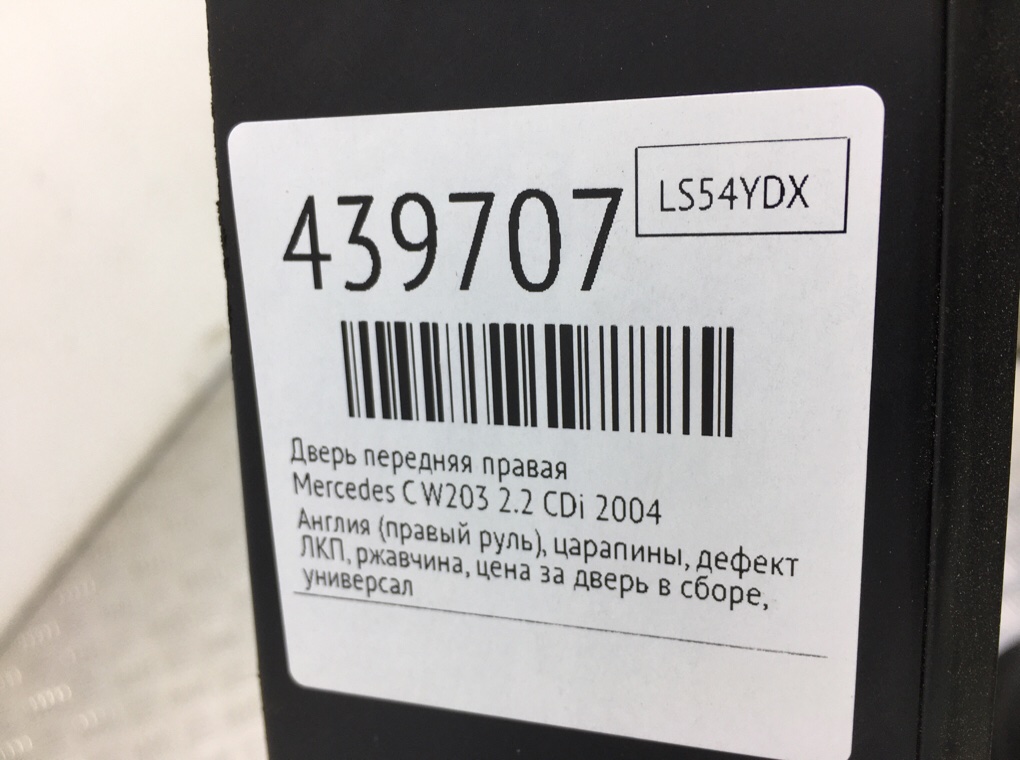 439707
LS54YDX
Дверь передняя правая
Mercedes C W203 2.2 CDi 2004
Англия (правый руль), царапины, дефект
ЛКП, ржавчина, цена за дверь в сборе,
универсал